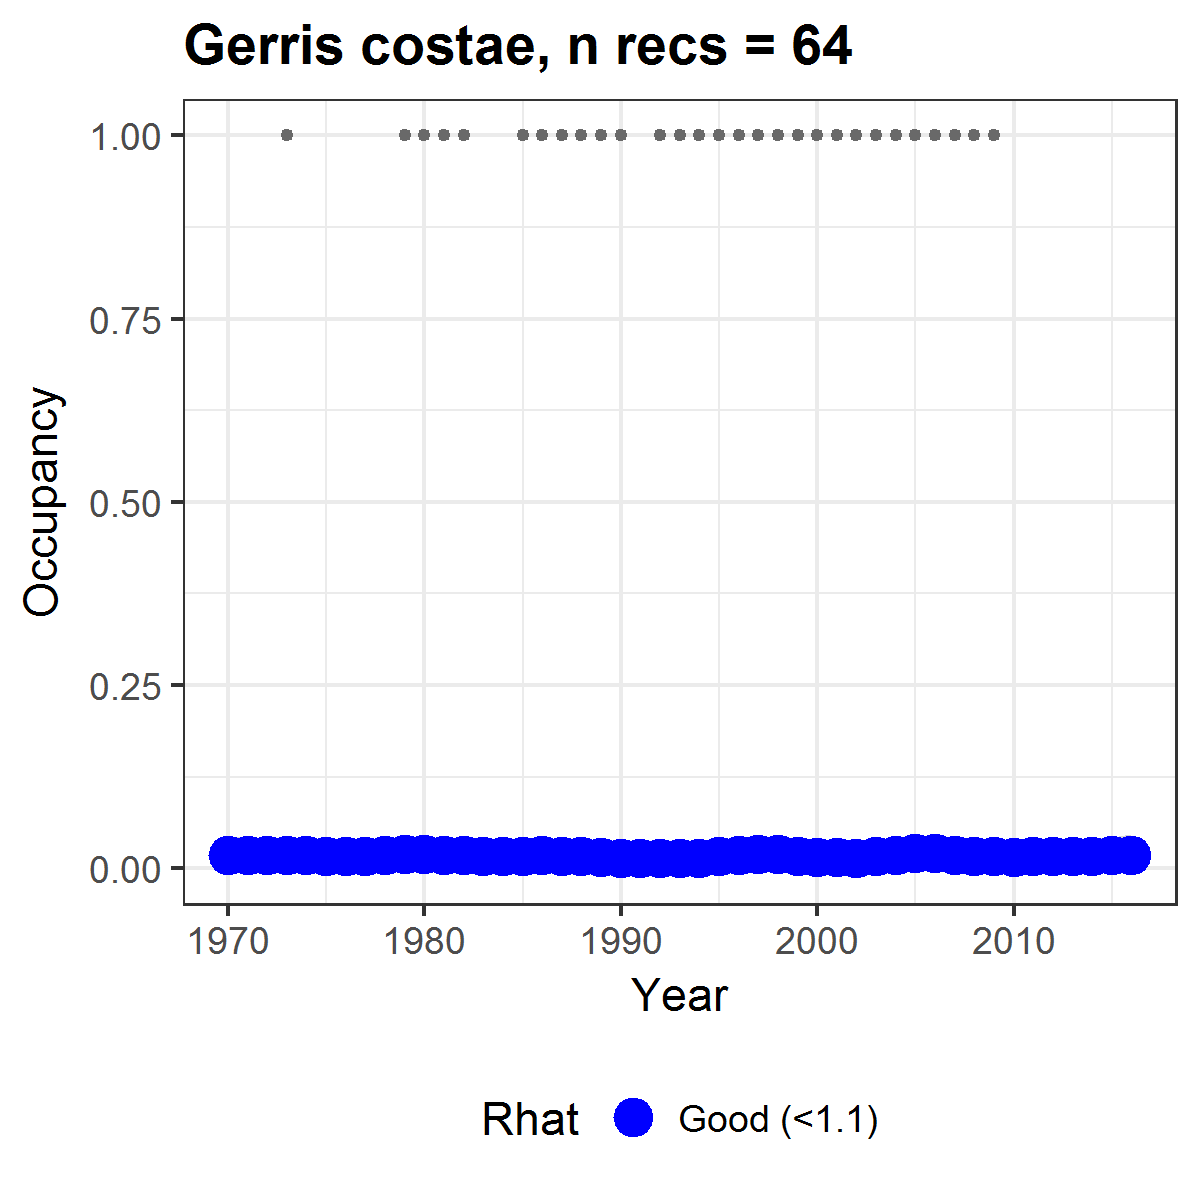 Gerris costae, n recs = 64
1.00
0.75
0.50
0.25
0.00
Occupancy
1970 1980 1990 2000 2010
Year
Rhat Good (<1.1)